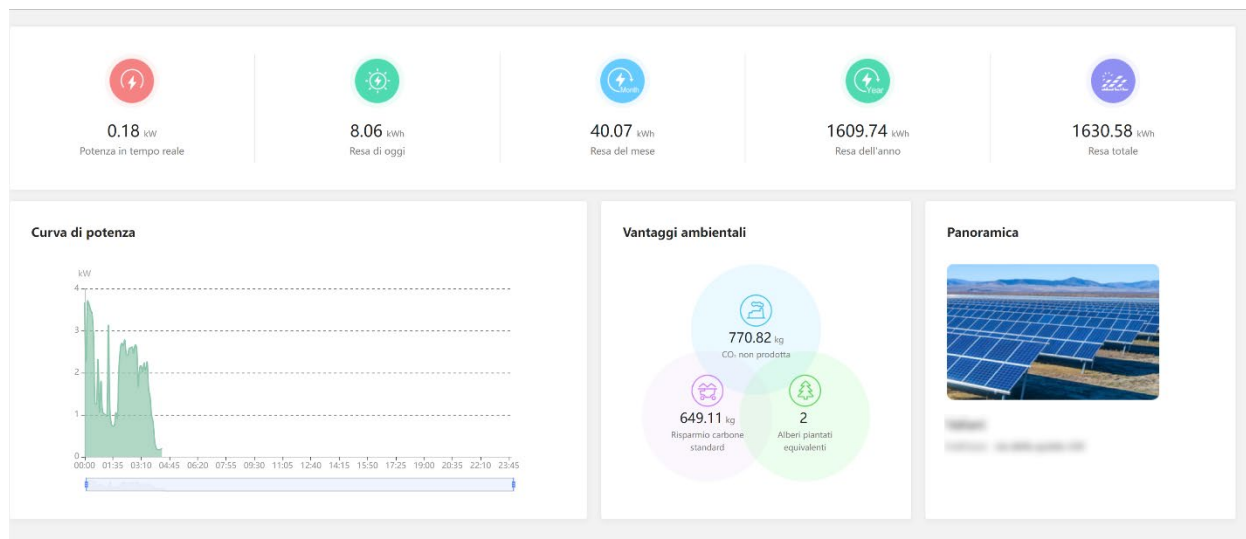 Month
Year
0.18 kW
8.06 kWh
40.07 kWh
1609.74 kWh
1630.58 kWh
Potenza in tempo reale
Resa di oggi
Resa del mese
Resa dell'anno
Resa totale
Curva di potenza
kW
4
3
2
1
0
00:00 01:35 03:10 04:45 06:20 07:55 09:30 11:05 12:40 14:15 15:50 17:25 19:00 20:35 22:10 23:45
Vantaggi ambientali
770.82 kg
CO₂ non prodotta
649.11 kg
Risparmio carbone
standard
2
Alberi piantati
equivalenti
Panoramica